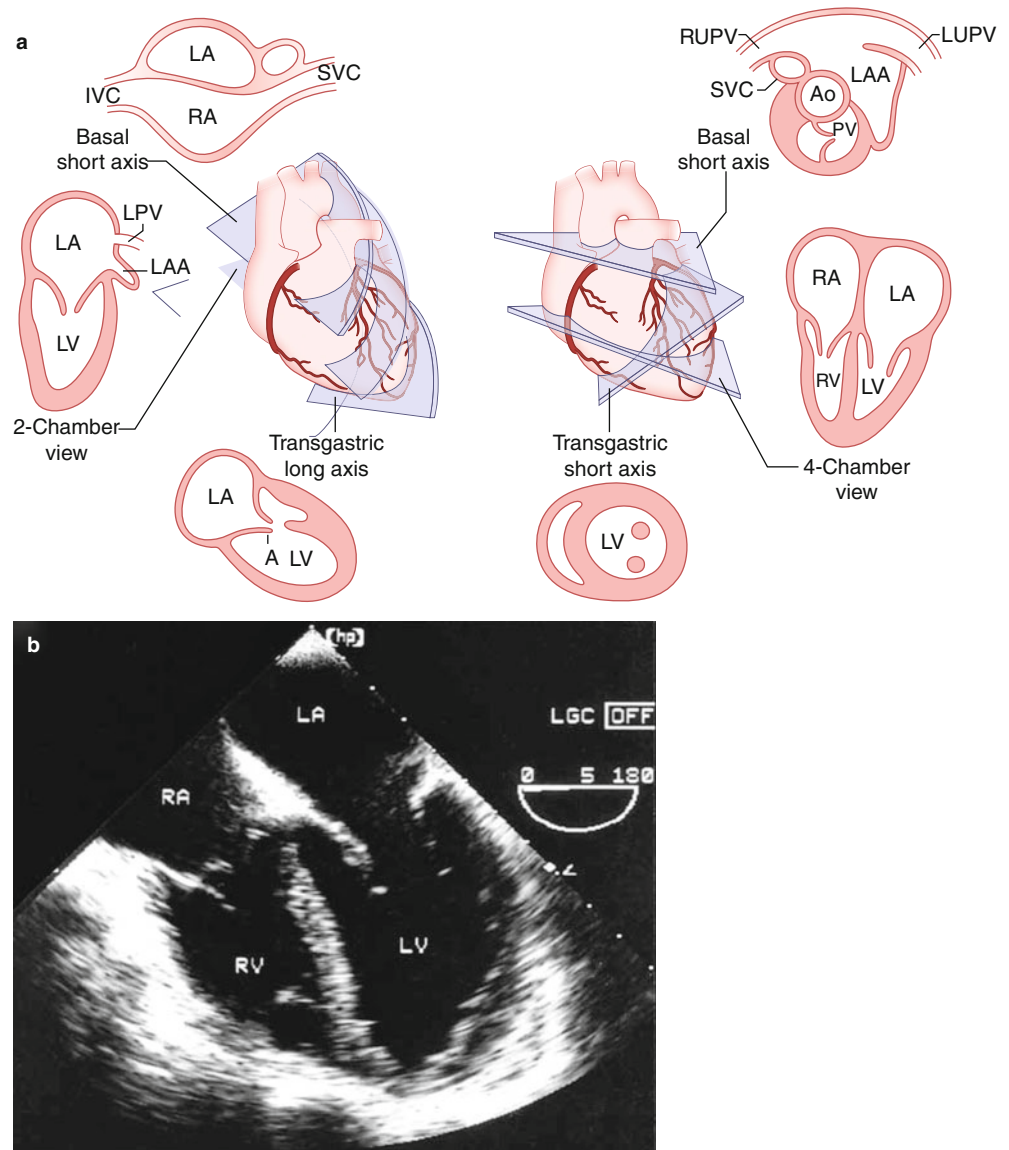 a
LA
SVC
IVC
RA
Basal
short axis
LPV
LA
LAA
LV
2-Chamber
view
Transgastric
long axis
LA
A LV
RUPV
LUPV
SVC
LAA
Ao
PV
Basal
short axis
RA
LA
RV
LV
Transgastric
short axis
4-Chamber
view
LV
b
(hp)
LA
LGC OFF
0 5 180
RA
LV
RV